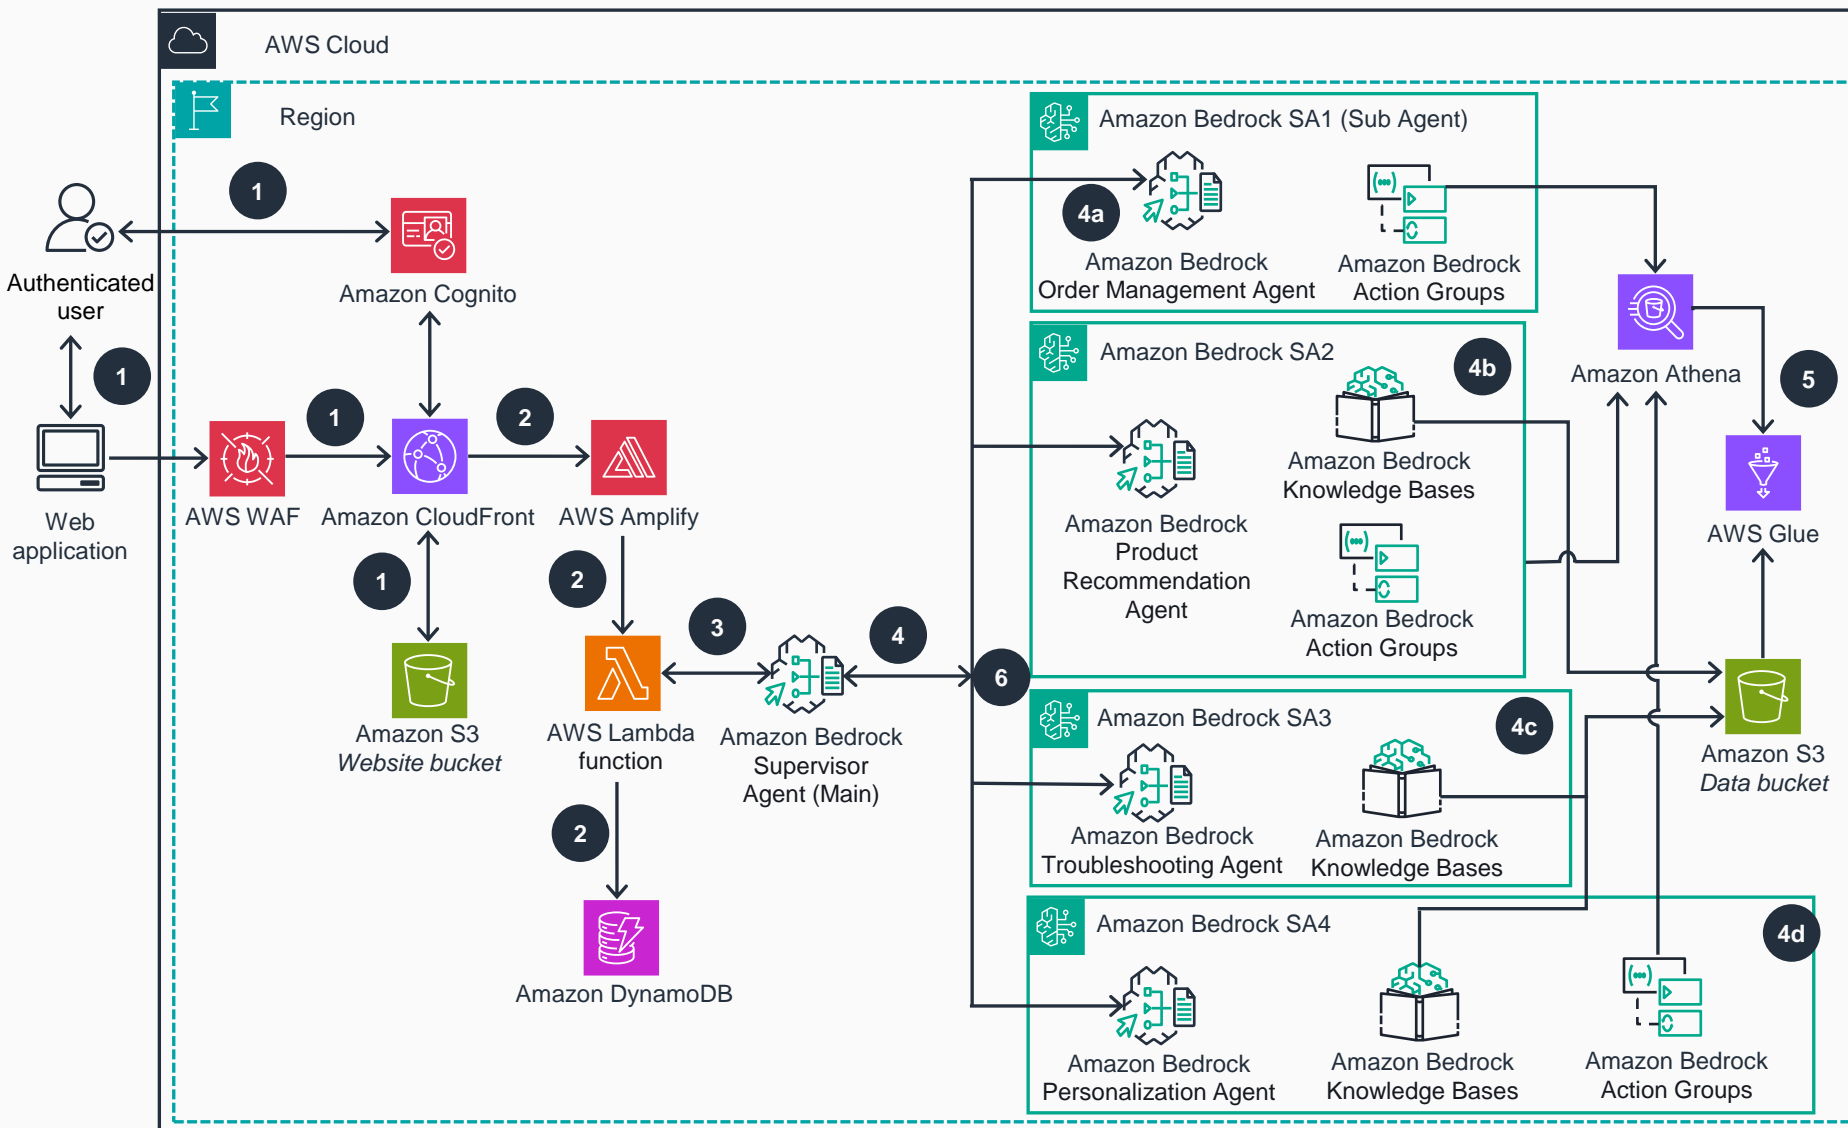 AWS Cloud
Region
1
Authenticated
user
1
Web
application
Amazon Cognito
1
AWS WAF
Amazon CloudFront
2
AWS Amplify
1
Amazon S3
Website bucket
2
AWS Lambda
function
2
Amazon DynamoDB
3
Amazon Bedrock
Supervisor
Agent (Main)
4
6
Amazon Bedrock SA1 (Sub Agent)
4a
Amazon Bedrock
Order Management Agent
Amazon Bedrock
Action Groups
Amazon Bedrock SA2
4b
Amazon Bedrock
Product
Recommendation
Agent
Amazon Bedrock
Knowledge Bases
Amazon Bedrock
Action Groups
Amazon Bedrock SA3
4c
Amazon Bedrock
Troubleshooting Agent
Amazon Bedrock
Knowledge Bases
Amazon Bedrock SA4
4d
Amazon Bedrock
Personalization Agent
Amazon Bedrock
Knowledge Bases
Amazon Bedrock
Action Groups
Amazon Athena
5
AWS Glue
Amazon S3
Data bucket